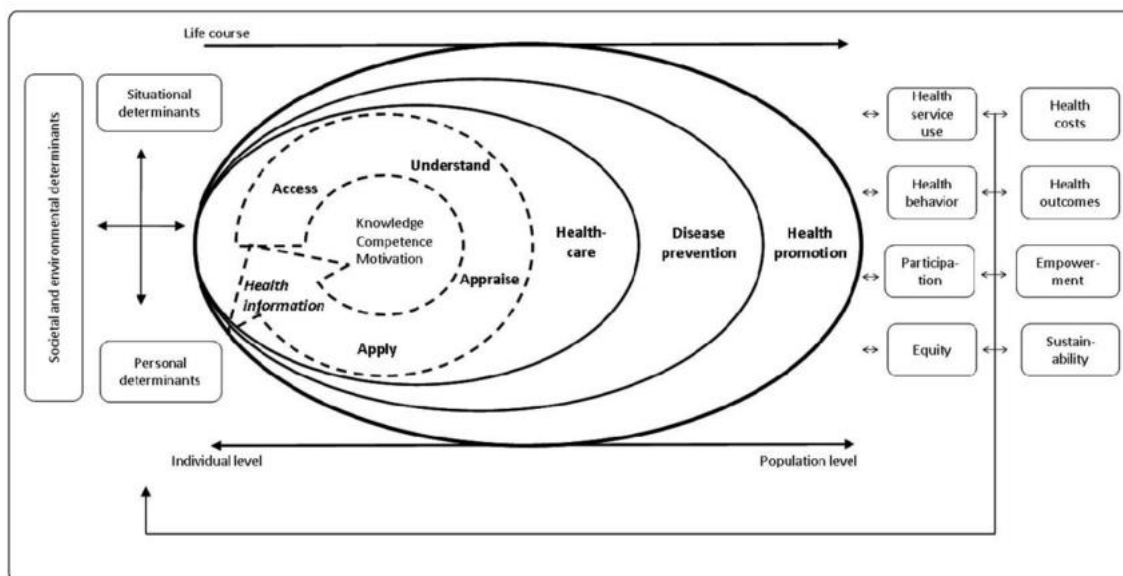 Life course
Societal and environmental determinants
Situational
determinants
Personal
determinants
Access
Understand
Knowledge
Competence
Motivation
Health
information
Appraise
Apply
Health-
care
Disease
prevention
Health
promotion
Individual level
Population level
Health
service
use
Health
costs
Health
behavior
Health
outcomes
Participa-
tion
Empower-
ment
Equity
Sustain-
ability